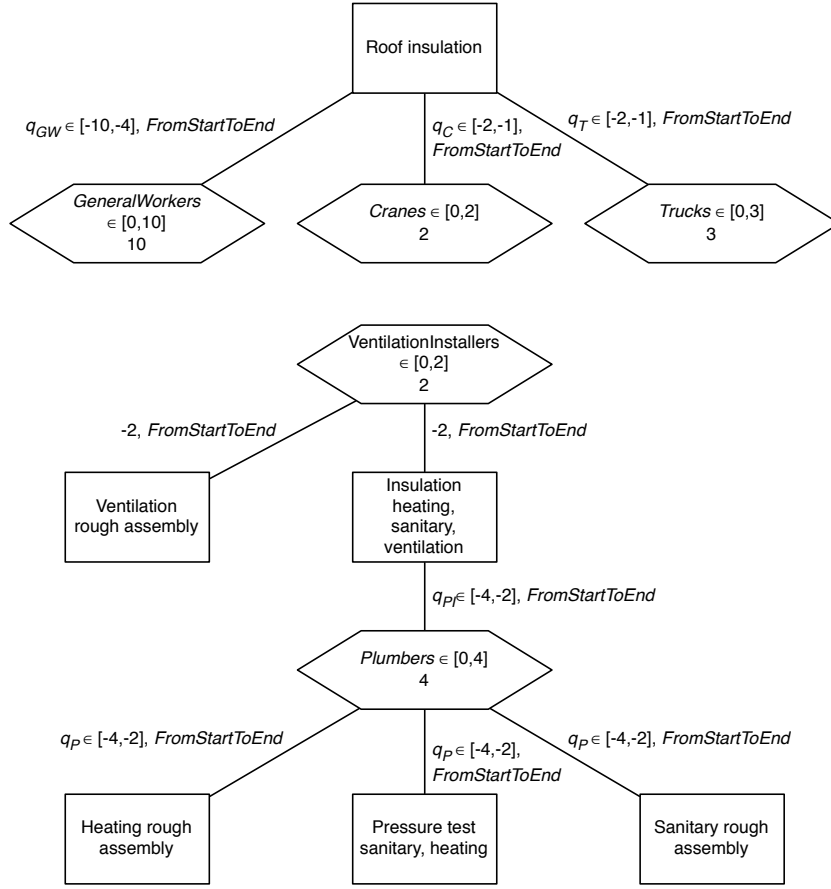 Roof insulation
q_GW ∈ [-10,-4], FromStartToEnd
q_C ∈ [-2,-1],
FromStartToEnd
q_T ∈ [-2,-1], FromStartToEnd
GeneralWorkers
∈ [0,10]
10
Cranes ∈ [0,2]
2
Trucks ∈ [0,3]
3
VentilationInstallers
∈ [0,2]
2
-2, FromStartToEnd
-2, FromStartToEnd
Ventilation
rough assembly
Insulation
heating,
sanitary,
ventilation
q_PI ∈ [-4,-2], FromStartToEnd
Plumbers ∈ [0,4]
4
q_P ∈ [-4,-2], FromStartToEnd
q_P ∈ [-4,-2],
FromStartToEnd
q_P ∈ [-4,-2], FromStartToEnd
Heating rough
assembly
Pressure test
sanitary, heating
Sanitary rough
assembly